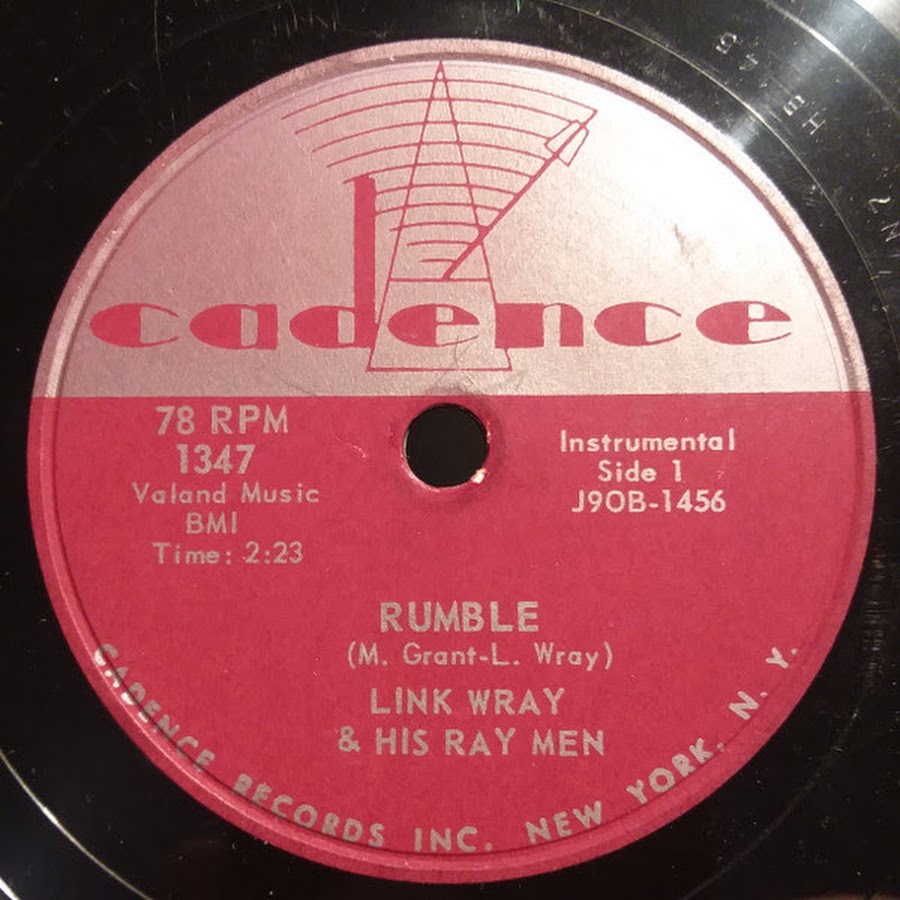 cadence
78 RPM
1347
Valand Music
BMI
Time: 2:23
Instrumental
Side 1
J9OB-1456
RUMBLE
(M. Grant-L. Wray)
LINK WRAY
& HIS RAY MEN
CADENCE RECORDS INC. NEW YORK, N. Y.